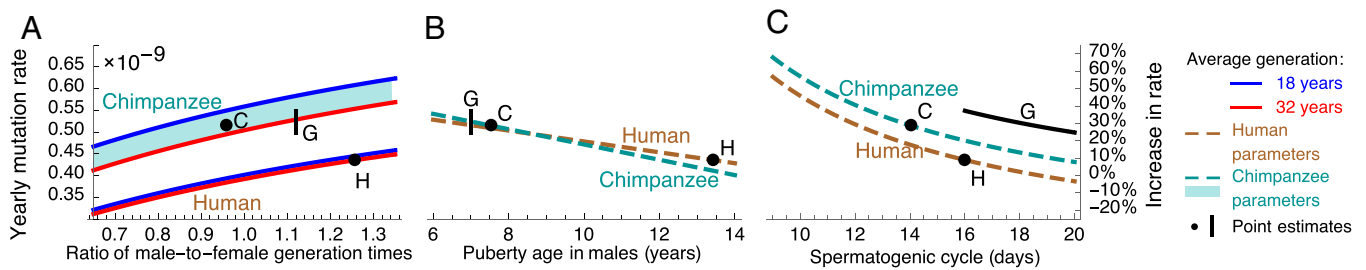 A
Yearly mutation rate
×10−9
0.65
0.60
0.55
0.50
0.45
0.40
0.35
Chimpanzee
C
G
H
Human
0.7 0.8 0.9 1.0 1.1 1.2 1.3
Ratio of male−to−female generation times
B
G
C
Human
H
Chimpanzee
6 7 8 9 10 11 12 13 14
Puberty age in males (years)
C
Chimpanzee
C
G
Human
H
10 12 14 16 18 20
Spermatogenic cycle (days)
70%
60%
50%
40%
30%
20%
10%
0%
−10%
−20%
Increase in rate
Average generation:
18 years
32 years
Human
parameters
Chimpanzee
parameters
Point estimates